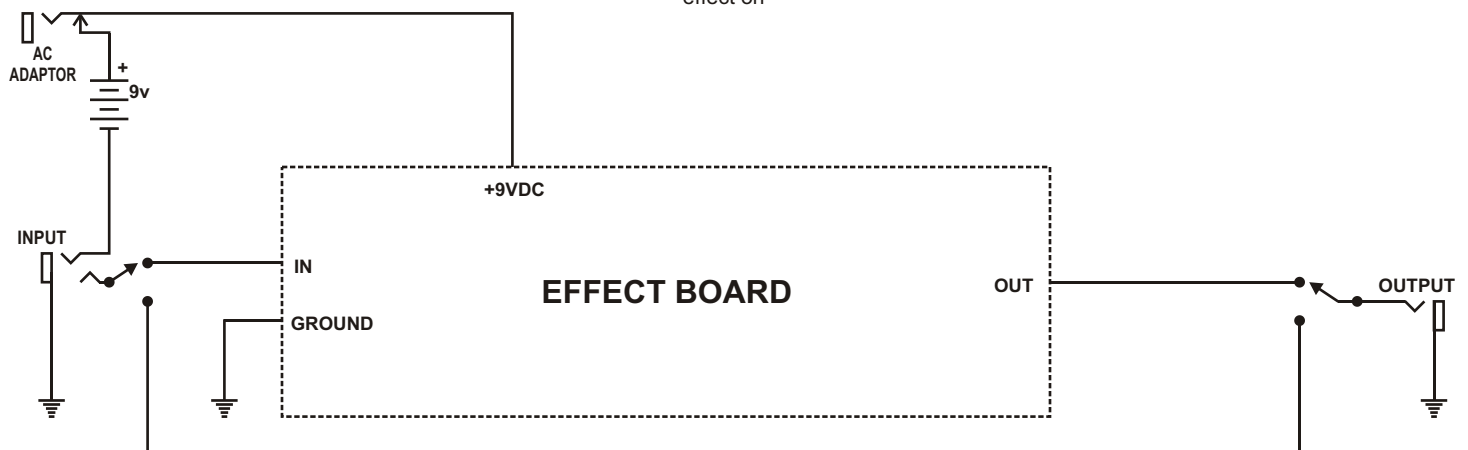 effect on
AC
ADAPTOR
+
9v
+9VDC
INPUT
IN
EFFECT BOARD
OUT
OUTPUT
GROUND